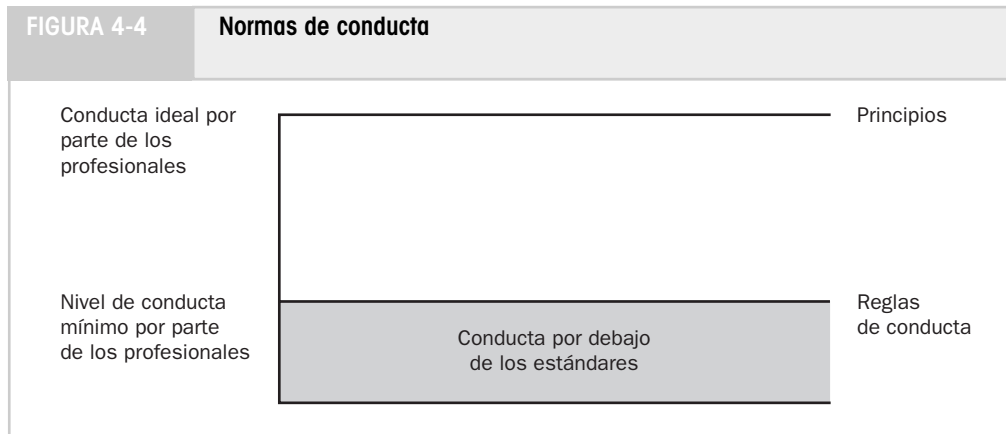 FIGURA 4-4
Normas de conducta
Conducta ideal por
parte de los
profesionales
Principios
Nivel de conducta
mínimo por parte
de los profesionales
Conducta por debajo
de los estándares
Reglas
de conducta